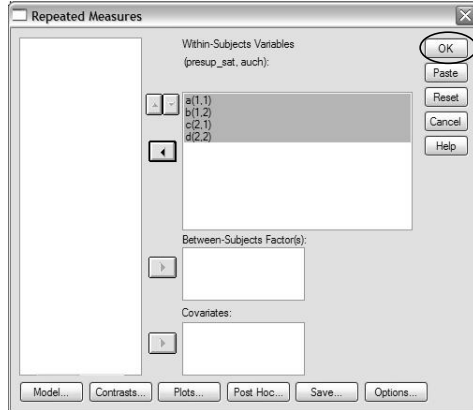 Repeated Measures
Within-Subjects Variables
(presup_sat, auch):
a(1,1)
b(1,2)
c(2,1)
d(2,2)
Between-Subjects Factor(s):
Covariates:
OK
Paste
Reset
Cancel
Help
Model... Contrasts... Plots... Post Hoc... Save... Options...